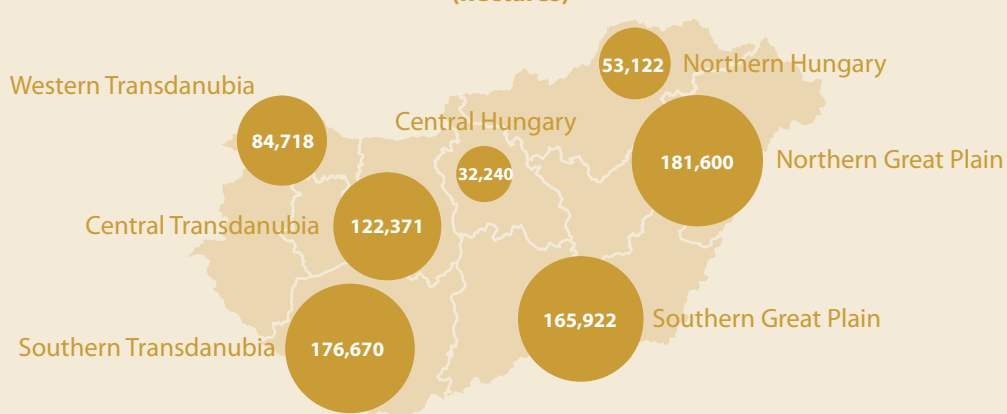 53,122 Northern Hungary
Western Transdanubia
Central Hungary
84,718
181,600 Northern Great Plain
32,240
Central Transdanubia 122,371
165,922 Southern Great Plain
Southern Transdanubia 176,670